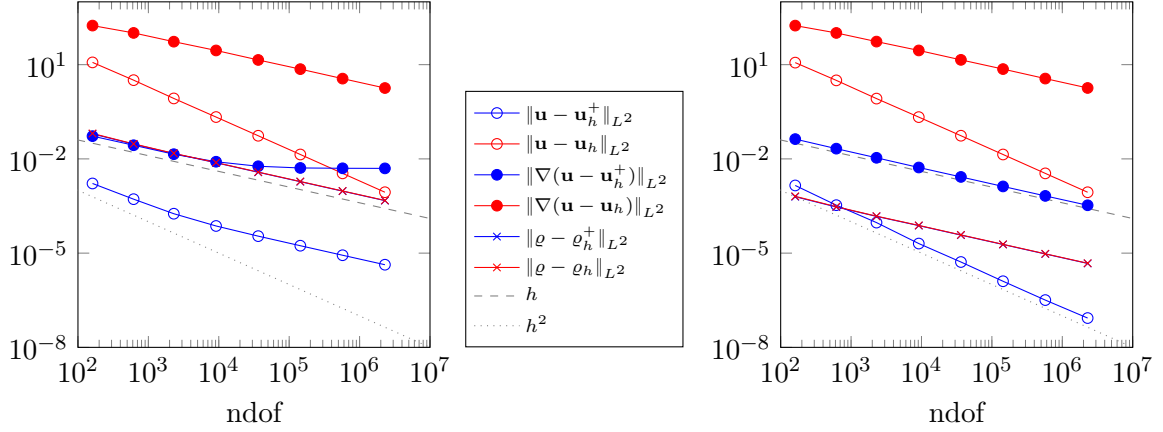 10^1
10^{-2}
10^{-5}
10^{-8}
10^2 10^3 10^4 10^5 10^6 10^7
ndof
‖u − u_h^+‖_{L^2}
‖u − u_h‖_{L^2}
‖∇(u − u_h^+)‖_{L^2}
‖∇(u − u_h)‖_{L^2}
‖ϱ − ϱ_h^+‖_{L^2}
‖ϱ − ϱ_h‖_{L^2}
h
h^2
10^1
10^{-2}
10^{-5}
10^{-8}
10^2 10^3 10^4 10^5 10^6 10^7
ndof